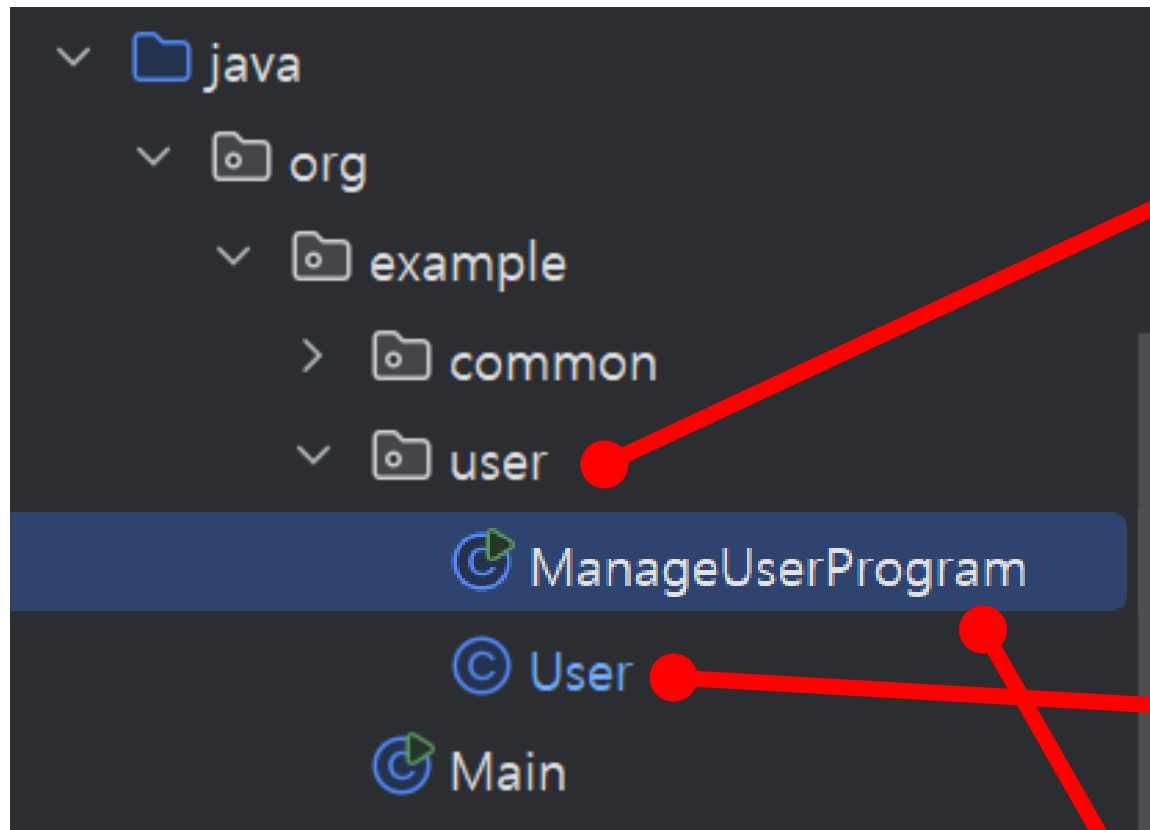 java
org
example
common
user
ManageUserProgram
User
Main